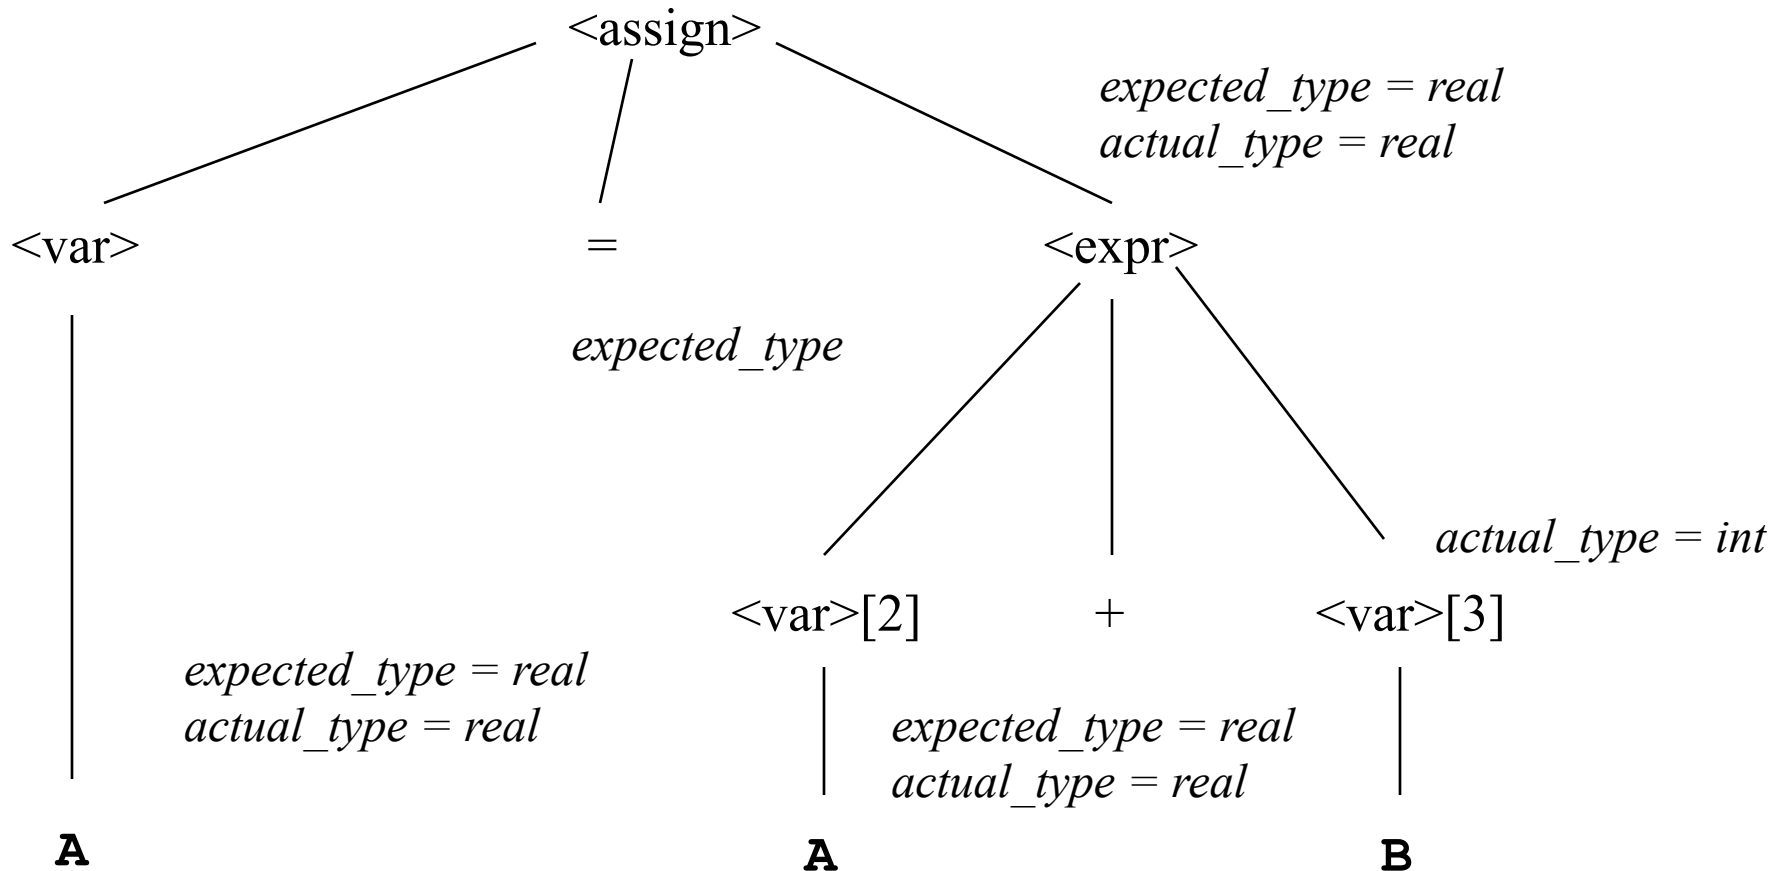 <assign>
expected_type = real
actual_type = real
<var>
=
<expr>
expected_type
actual_type = int
<var>[2]
+
<var>[3]
expected_type = real
actual_type = real
expected_type = real
actual_type = real
A
A
B